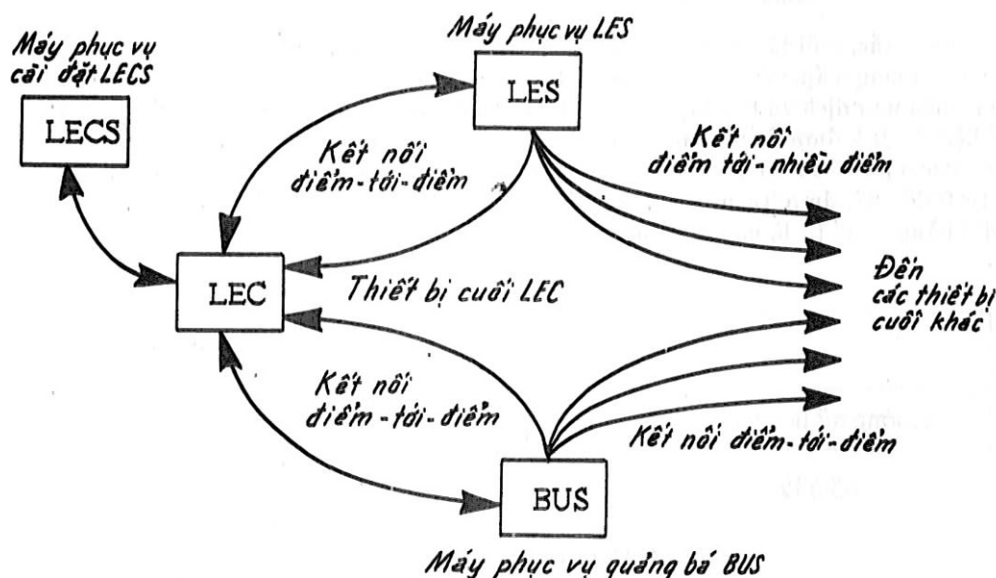 Máy phục vụ LES
Máy phục vụ
cài đặt LECS
LECS
LES
Kết nối
điểm-tới-điểm
Kết nối
điểm tới-nhiều điểm
LEC
Thiết bị cuối LEC
Đến
các thiết bị
cuối khác
Kết nối
điểm-tới-điểm
Kết nối điểm-tới-điểm
BUS
Máy phục vụ quảng bá BUS